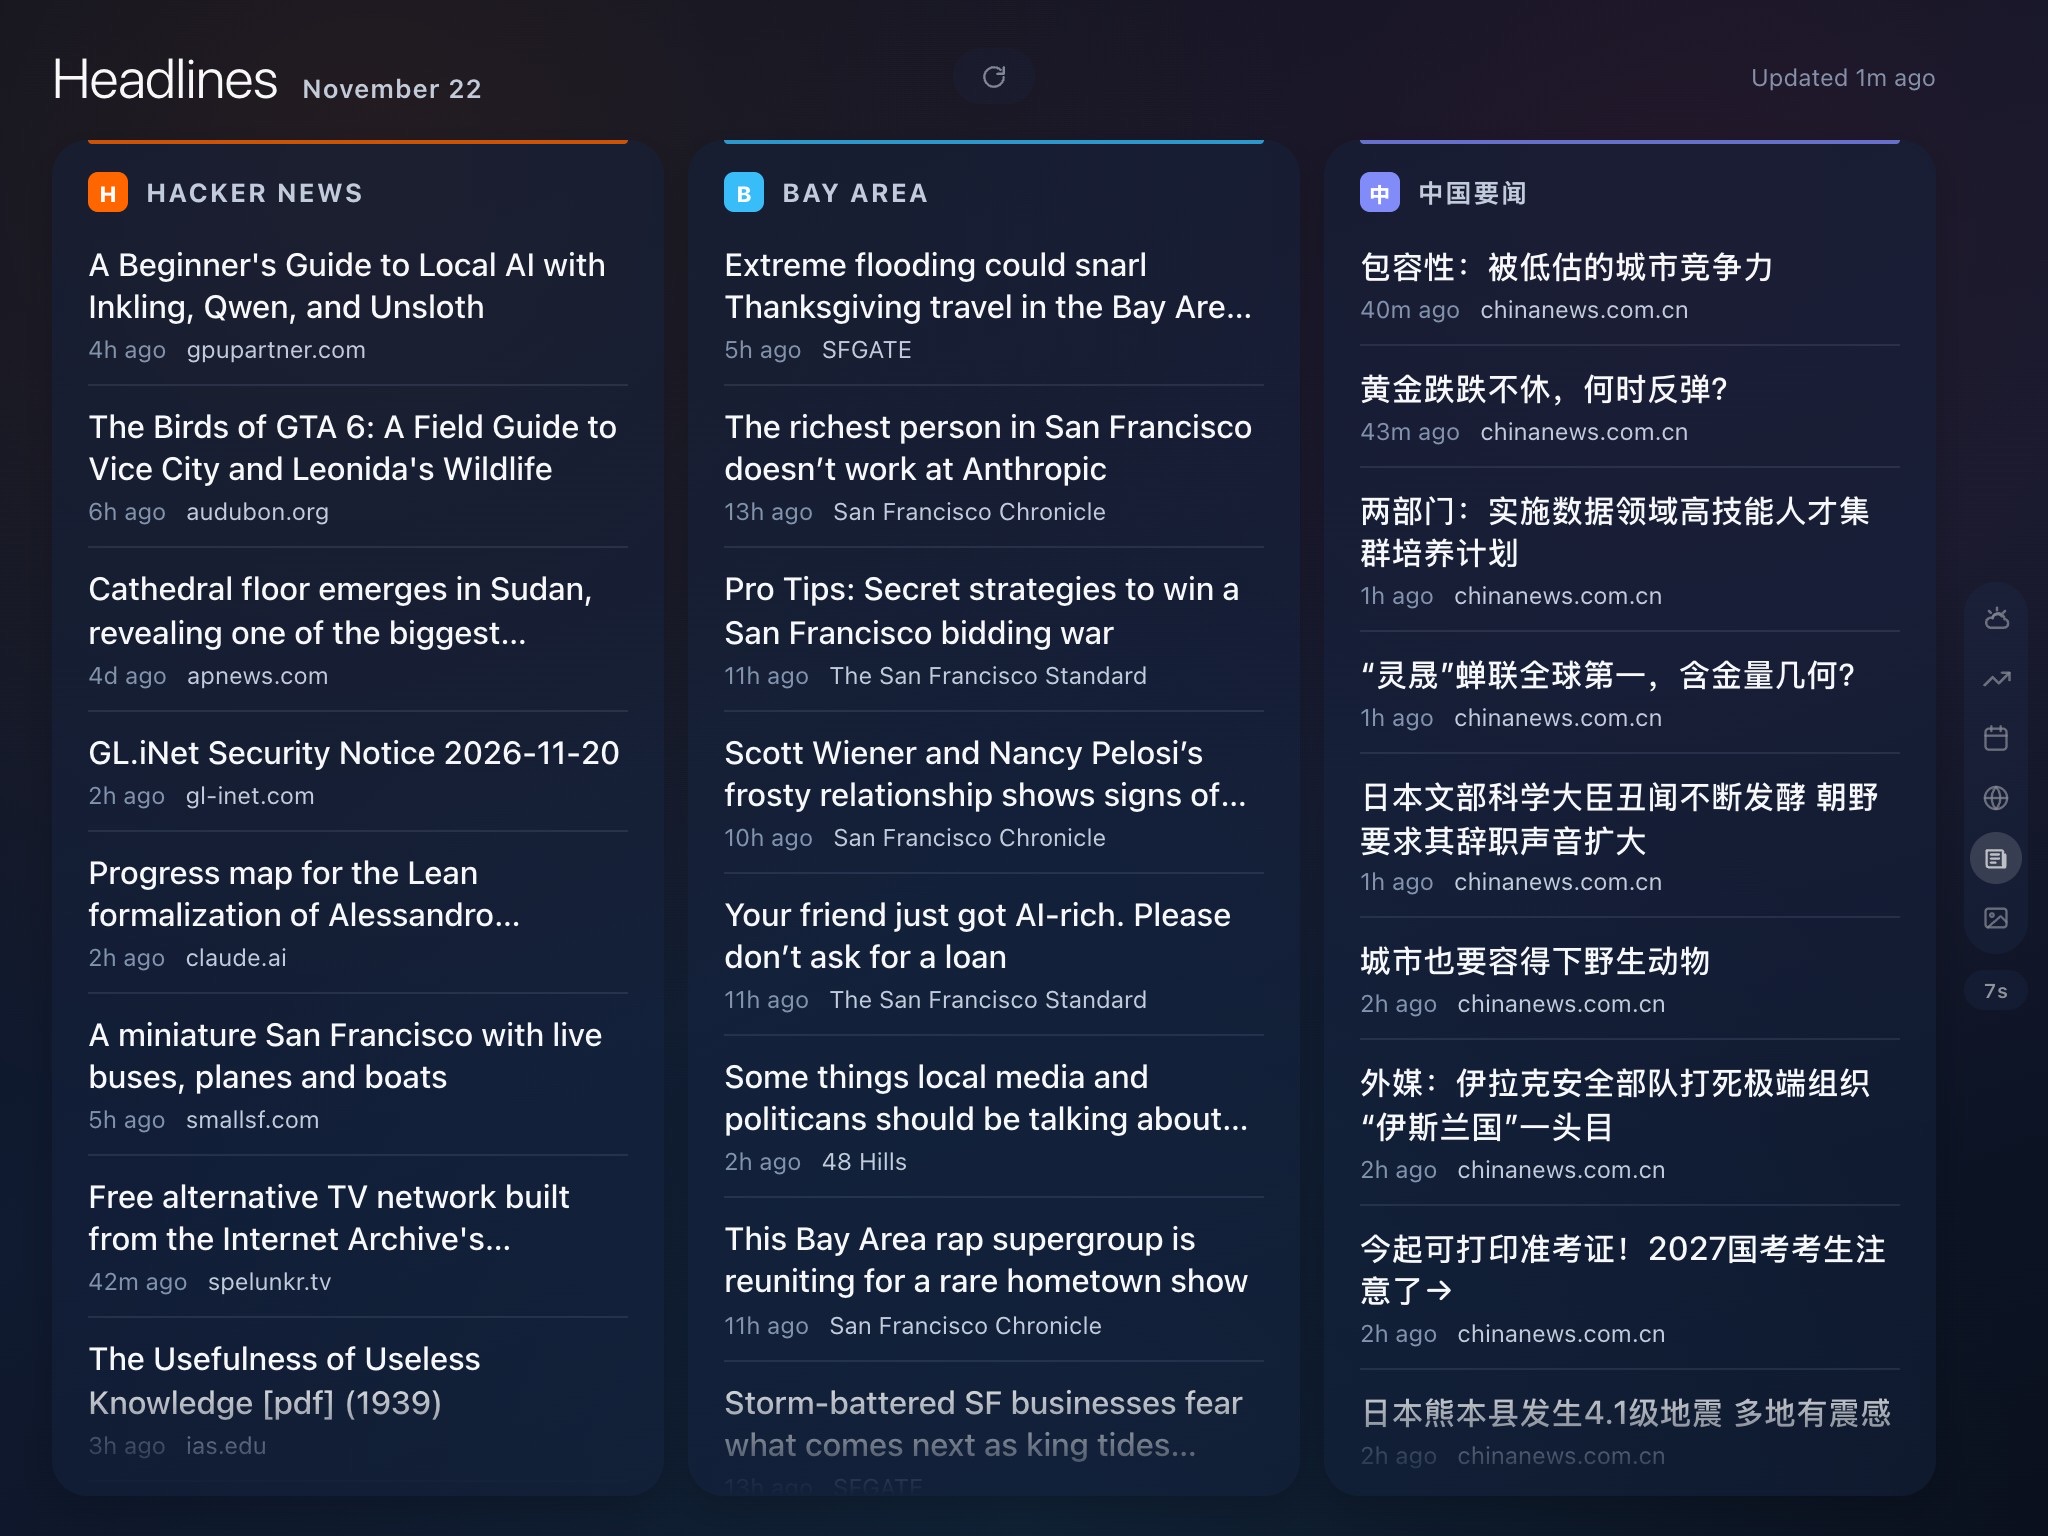 Headlines November 22
Updated 1m ago
H HACKER NEWS
A Beginner's Guide to Local AI with
Inkling, Qwen, and Unsloth
4h ago gpupartner.com
The Birds of GTA 6: A Field Guide to
Vice City and Leonida's Wildlife
6h ago audubon.org
Cathedral floor emerges in Sudan,
revealing one of the biggest...
4d ago apnews.com
GL.iNet Security Notice 2026-11-20
2h ago gl-inet.com
Progress map for the Lean
formalization of Alessandro...
2h ago claude.ai
A miniature San Francisco with live
buses, planes and boats
5h ago smallsf.com
Free alternative TV network built
from the Internet Archive's...
42m ago spelunkr.tv
The Usefulness of Useless
Knowledge [pdf] (1939)
3h ago ias.edu
B BAY AREA
Extreme flooding could snarl
Thanksgiving travel in the Bay Are...
5h ago SFGATE
The richest person in San Francisco
doesn’t work at Anthropic
13h ago San Francisco Chronicle
Pro Tips: Secret strategies to win a
San Francisco bidding war
11h ago The San Francisco Standard
Scott Wiener and Nancy Pelosi’s
frosty relationship shows signs of...
10h ago San Francisco Chronicle
Your friend just got AI-rich. Please
don’t ask for a loan
11h ago The San Francisco Standard
Some things local media and
politicans should be talking about...
2h ago 48 Hills
This Bay Area rap supergroup is
reuniting for a rare hometown show
11h ago San Francisco Chronicle
Storm-battered SF businesses fear
what comes next as king tides...
13h ago SFGATE
中 中国要闻
包容性：被低估的城市竞争力
40m ago chinanews.com.cn
黄金跌跌不休，何时反弹？
43m ago chinanews.com.cn
两部门：实施数据领域高技能人才集
群培养计划
1h ago chinanews.com.cn
“灵晟”蝉联全球第一，含金量几何？
1h ago chinanews.com.cn
日本文部科学大臣丑闻不断发酵 朝野
要求其辞职声音扩大
1h ago chinanews.com.cn
城市也要容得下野生动物
2h ago chinanews.com.cn
外媒：伊拉克安全部队打死极端组织
“伊斯兰国”一头目
2h ago chinanews.com.cn
今起可打印准考证！2027国考考生注
意了→
2h ago chinanews.com.cn
日本熊本县发生4.1级地震 多地有震感
2h ago chinanews.com.cn
7s